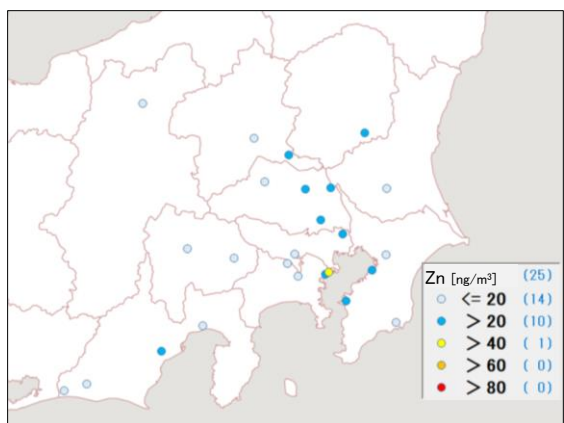 Zn [ng/m³] (25)
<= 20 (14)
> 20 (10)
> 40 ( 1)
> 60 ( 0)
> 80 ( 0)